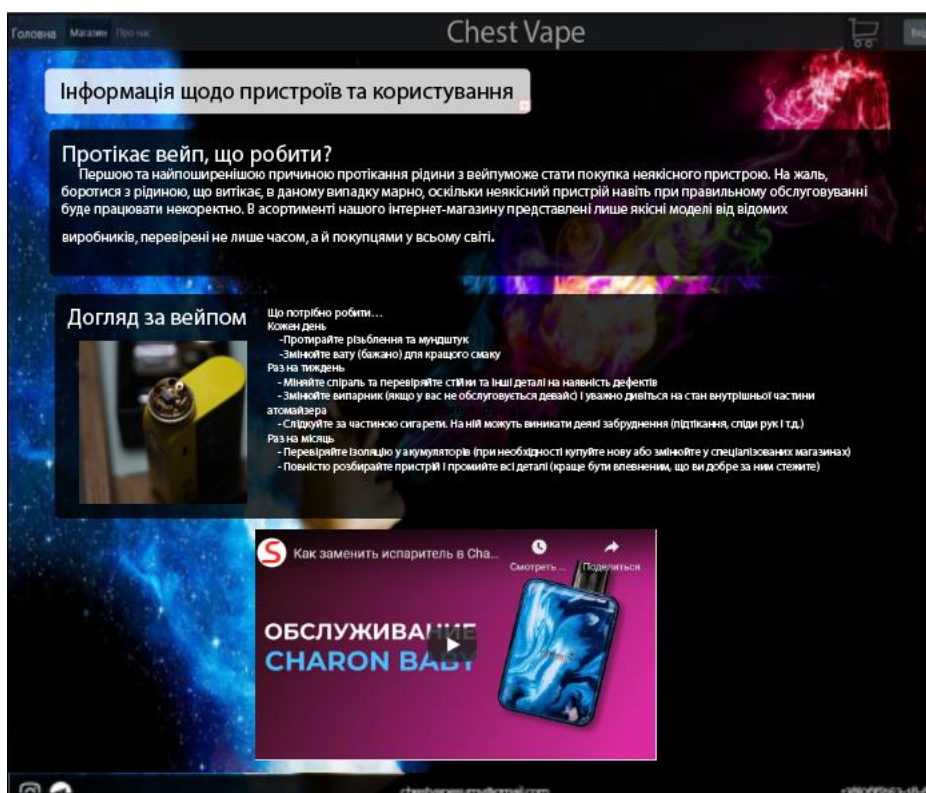 Головна Магазин Про нас Chest Vape Вхід
Інформація щодо пристроїв та користування
Протікає вейп, що робити?
Першою та найпоширенішою причиною протікання рідини з вейпуможе стати покупка неякісного пристрою. На жаль,
боротися з рідиною, що витікає, в даному випадку марно, оскільки неякісний пристрій навіть при правильному обслуговуванні
буде працювати некоректно. В асортименті нашого інтернет-магазину представлені лише якісні моделі від відомих
виробників, перевірені не лише часом, а й покупцями у всьому світі.
Догляд за вейпом
Що потрібно робити...
Кожен день
-Протирайте різьблення та мундштук
-Змінюйте вату (бажано) для кращого смаку
Раз на тиждень
- Міняйте спіраль та перевіряйте стійки та інші деталі на наявність дефектів
- Змінюйте випарник (якщо у вас не обслуговується девайс) і уважно дивіться на стан внутрішньої частини
атомайзера
- Слідкуйте за частиною сигарети. На ній можуть виникати деякі забруднення (підтікання, сліди рук і т.д.)
Раз на місяць
- Перевіряйте ізоляцію у акумуляторів (при необхідності купуйте нову або змінюйте у спеціалізованих магазинах)
- Повністю розбирайте пристрій і промийте всі деталі (краще бути впевненим, що ви добре за ним стежите)
Как заменить испаритель в Cha...
Смотреть ... Поделиться
ОБСЛУЖИВАНИЕ
CHARON BABY